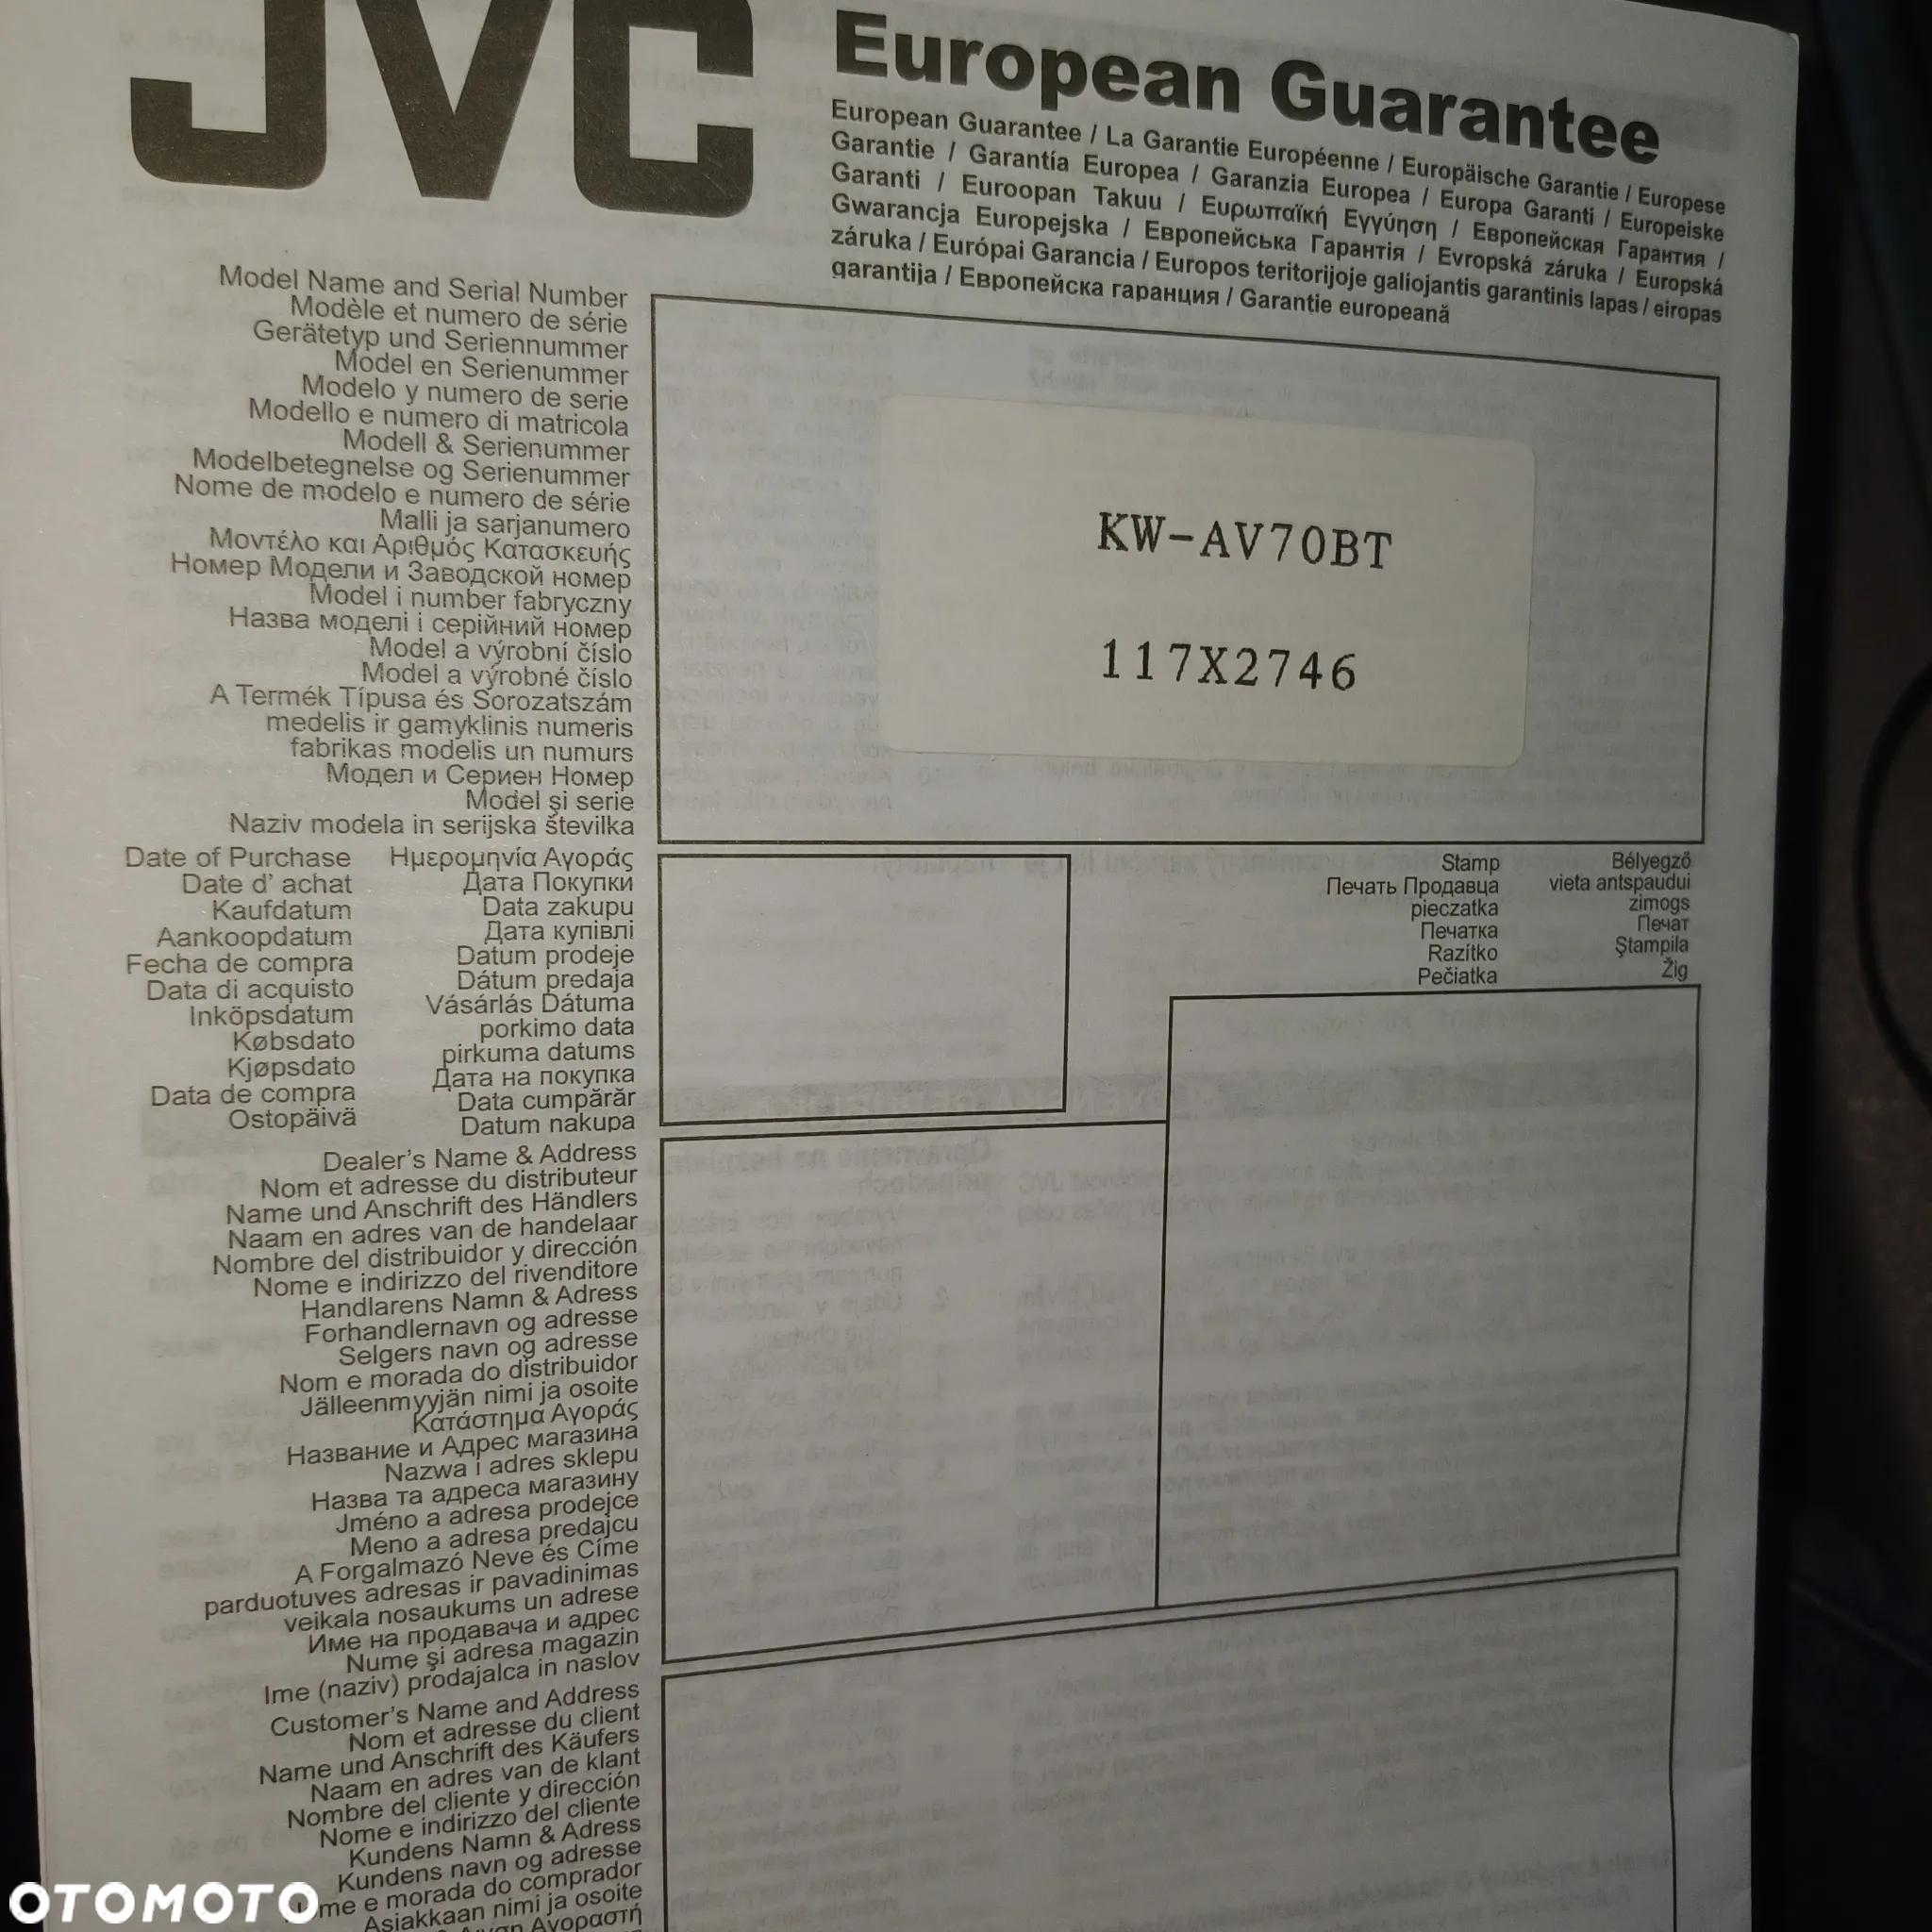 JVC
European Guarantee
European Guarantee / La Garantie Européenne / Europäische Garantie / Europese
Garantie / Garantía Europea / Garanzia Europea / Europa Garanti / Europeiske
Garanti / Euroopan Takuu / Ευρωπαϊκή Εγγύηση / Европейская Гарантия /
Gwarancja Europejska / Европейська Гарантія / Evropská záruka / Európská
záruka / Európai Garancia / Europos teritorijoje galiojantis garantinis lapas / eiropas
garantija / Европейска гаранция / Garanție europeană
Model Name and Serial Number
Modèle et numero de série
Gerätetyp und Seriennummer
Model en Serienummer
Modelo y numero de serie
Modello e numero di matricola
Modell & Serienummer
Modelbetegnelse og Serienummer
Nome de modelo e numero de série
Malli ja sarjanumero
Μοντέλο και Αριθμός Κατασκευής
Номер Модели и Заводской номер
Model i number fabryczny
Назва моделі і серійний номер
Model a výrobní číslo
Model a výrobné číslo
A Termék Típusa és Sorozatszám
medelis ir gamyklinis numeris
fabrikas modelis un numurs
Модел и Сериен Номер
Model şi serie
Naziv modela in serijska številka
KW-AV70BT
117X2746
Date of Purchase
Date d' achat
Kaufdatum
Aankoopdatum
Fecha de compra
Data di acquisto
Inköpsdatum
Købsdato
Kjøpsdato
Data de compra
Ostopäivä
Ημερομηνία Αγοράς
Дата Покупки
Data zakupu
Дата купівлі
Datum prodeje
Dátum predaja
Vásárlás Dátuma
porkimo data
pirkuma datums
Дата на покупка
Data cumpărăr
Datum nakupa
Stamp
Печать Продавца
pieczatka
Печатка
Razítko
Pečiatka
Bélyegző
vieta antspaudui
zimogs
Печат
Ştampila
Žig
Dealer's Name & Address
Nom et adresse du distributeur
Name und Anschrift des Händlers
Naam en adres van de handelaar
Nombre del distribuidor y dirección
Nome e indirizzo del rivenditore
Handlarens Namn & Adress
Forhandlernavn og adresse
Selgers navn og adresse
Nom e morada do distribuidor
Jälleenmyyjän nimi ja osoite
Κατάστημα Αγοράς
Название и Адрес магазина
Nazwa i adres sklepu
Назва та адреса магазину
Jméno a adresa prodejce
Meno a adresa predajcu
A Forgalmazó Neve és Címe
parduotuves adresas ir pavadinimas
veikala nosaukums un adrese
Име на продавача и адрес
Nume şi adresa magazin
Ime (naziv) prodajalca in naslov
Customer's Name and Address
Nom et adresse du client
Name und Anschrift des Käufers
Naam en adres van de klant
Nombre del cliente y dirección
Nome e indirizzo del cliente
Kundens Namn & Adress
Kundens navn og adresse
me e morada do comprador
Asiakkaan nimi ja osoite
Αγοραστή
OTOMOTO